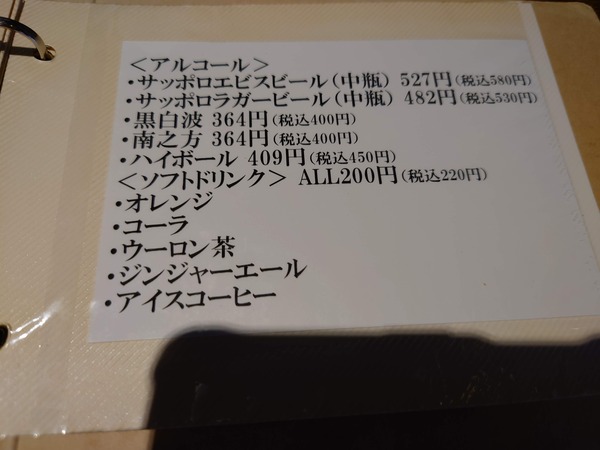 ＜アルコール＞
・サッポロエビスビール（中瓶） 527円（税込580円）
・サッポロラガービール（中瓶） 482円（税込530円）
・黒白波 364円（税込400円）
・南之方 364円（税込400円）
・ハイボール 409円（税込450円）
＜ソフトドリンク＞ ALL200円（税込220円）
・オレンジ
・コーラ
・ウーロン茶
・ジンジャーエール
・アイスコーヒー